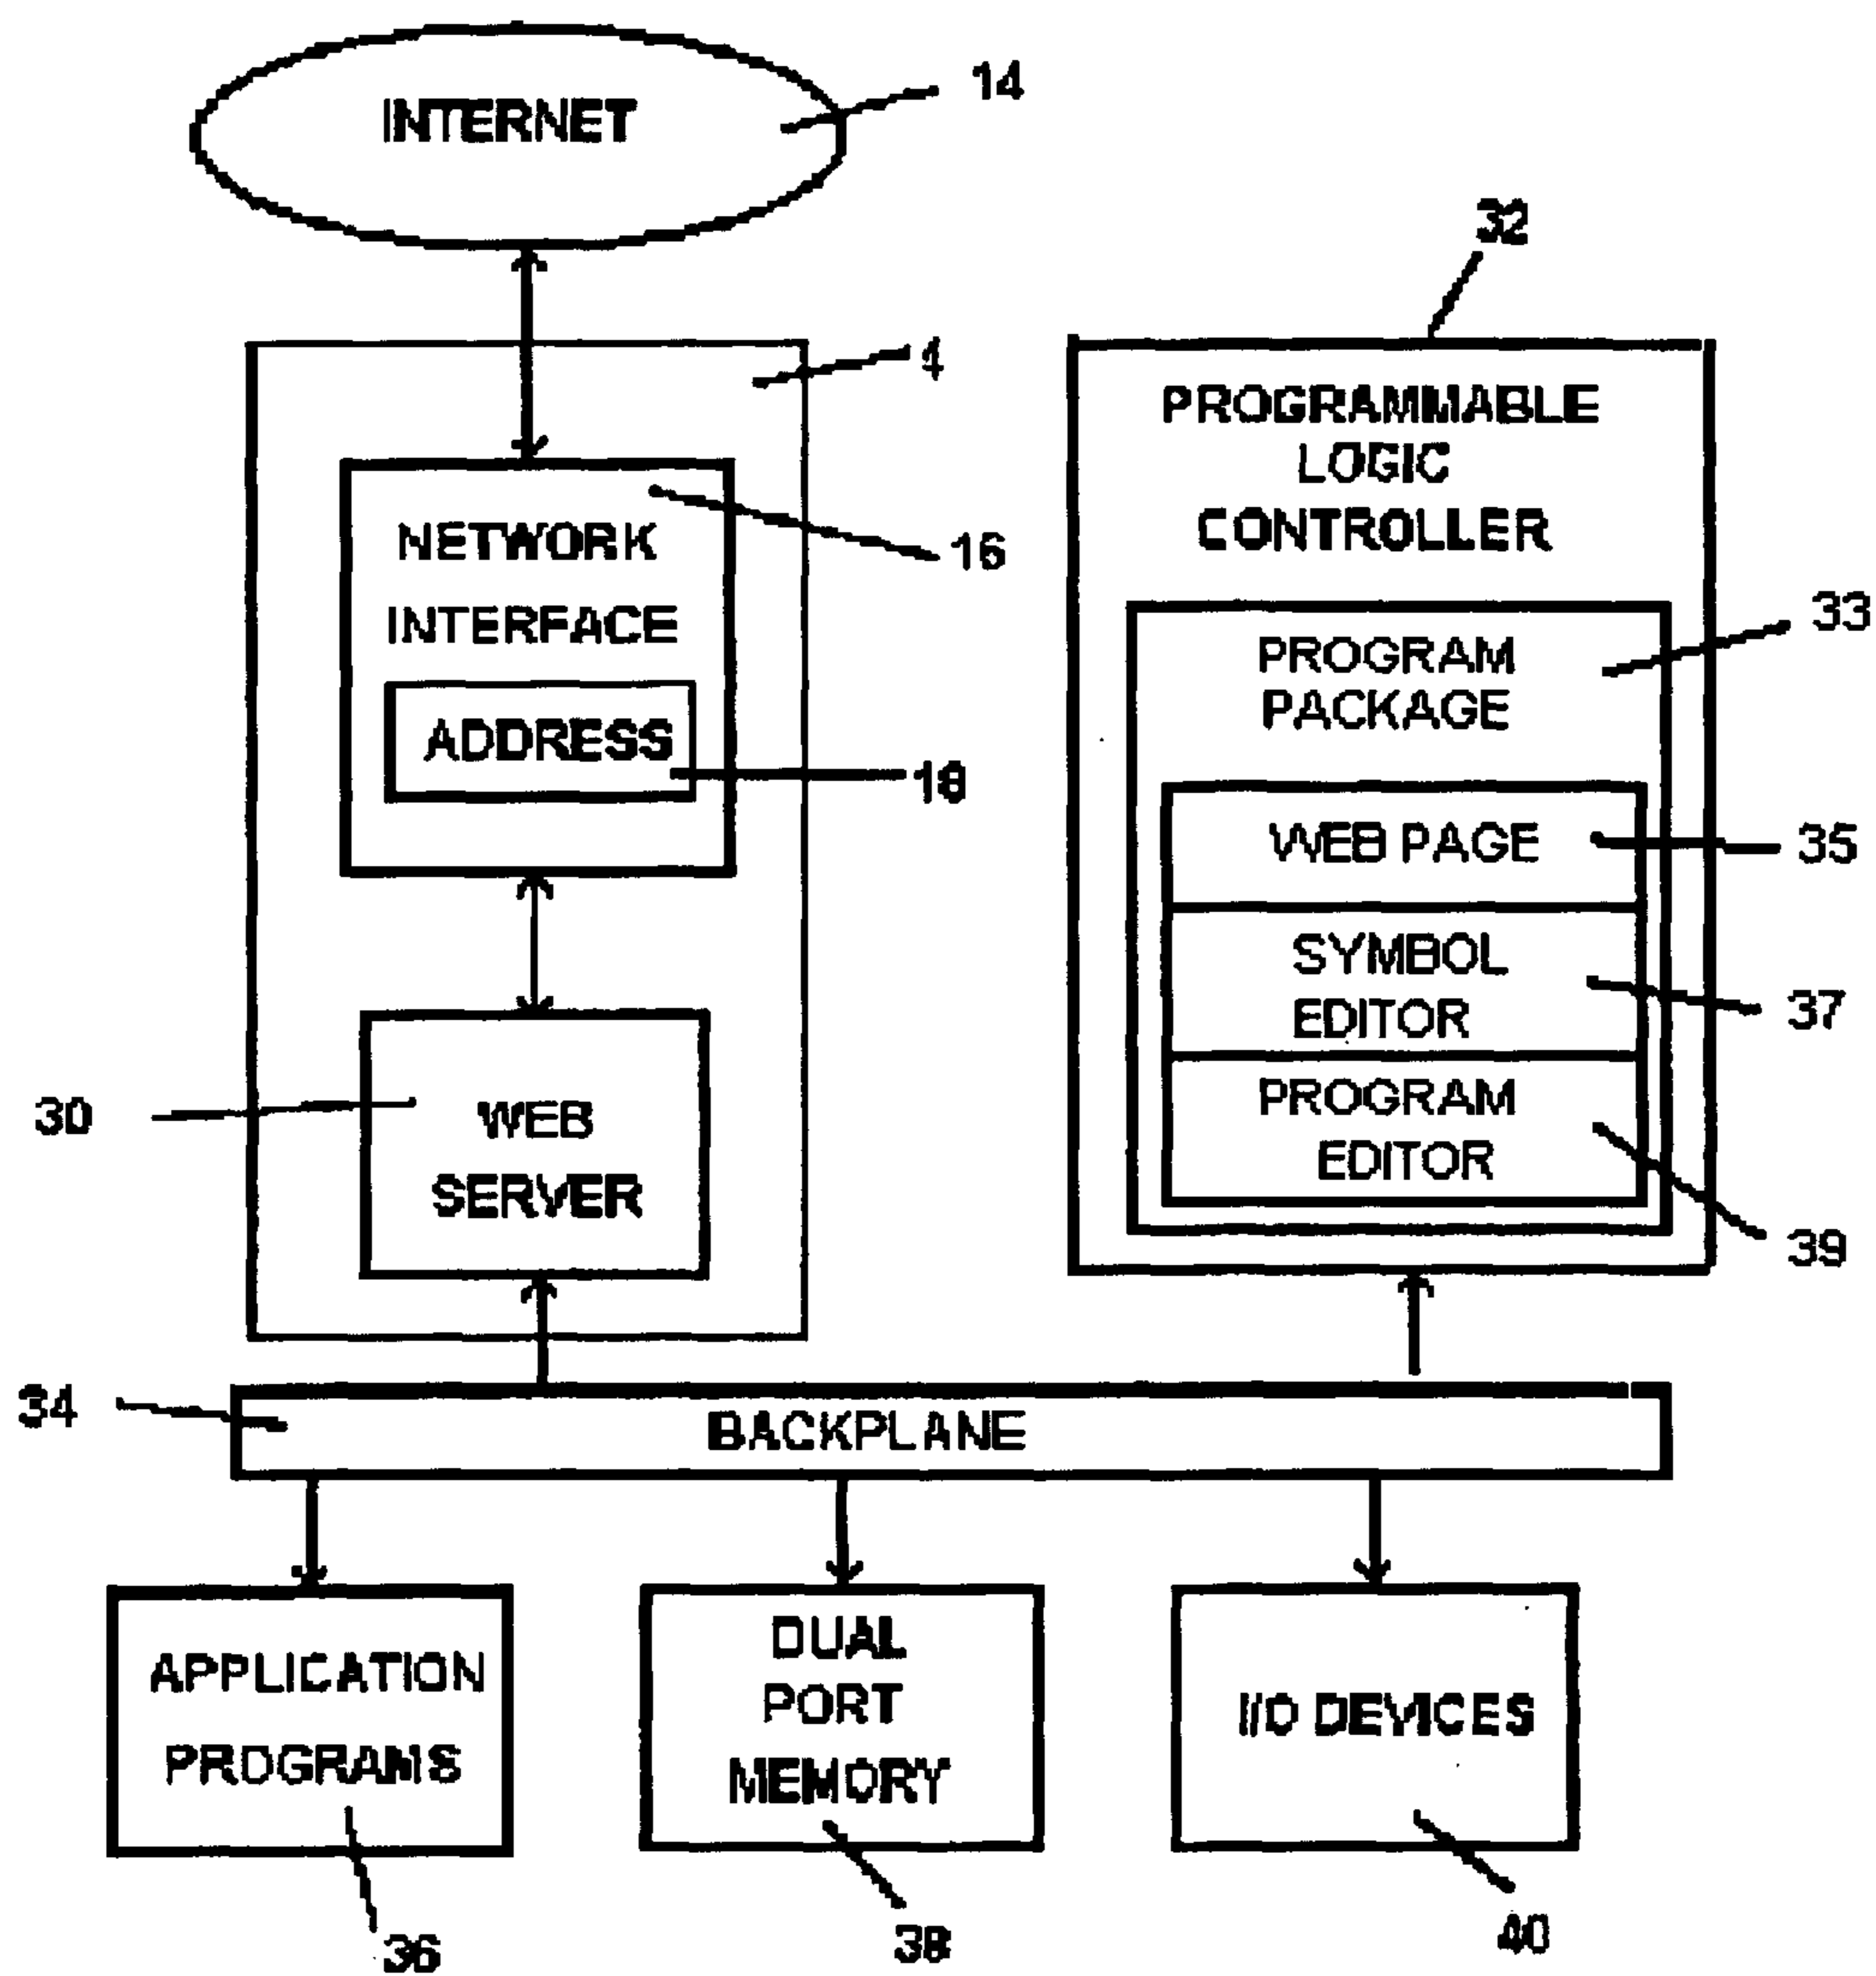 INTERNET
14
32
4
PROGRAMMABLE
LOGIC
CONTROLLER
NETWORK
INTERFACE
16
33
PROGRAM
PACKAGE
ADDRESS
18
WEB PAGE
35
SYMBOL
EDITOR
37
30
WEB
SERVER
PROGRAM
EDITOR
39
34
BACKPLANE
APPLICATION
PROGRAMS
36
DUAL
PORT
MEMORY
38
I/O DEVICES
40